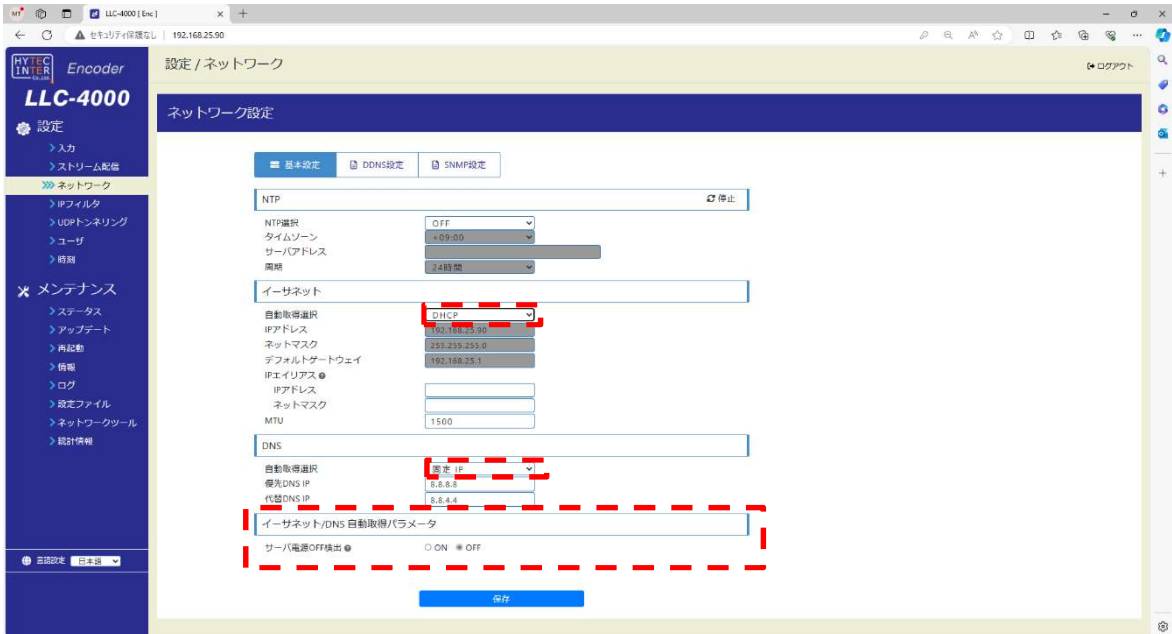 MT
LLC-4000 [ Enc ]
セキュリティ保護なし
192.168.25.90
HYTEC
INTER
Co.,Ltd.
Encoder
設定 / ネットワーク
ログアウト
LLC-4000
ネットワーク設定
設定
入力
ストリーム配信
ネットワーク
IPフィルタ
UDPトンネリング
ユーザ
時刻
メンテナンス
ステータス
アップデート
再起動
情報
ログ
設定ファイル
ネットワークツール
統計情報
言語設定 日本語
基本設定 DDNS設定 SNMP設定
NTP 停止
NTP選択 OFF
タイムゾーン +09:00
サーバアドレス
周期 24時間
イーサネット
自動取得選択 DHCP
IPアドレス 192.168.25.90
ネットマスク 255.255.255.0
デフォルトゲートウェイ 192.168.25.1
IPエイリアス
IPアドレス
ネットマスク
MTU 1500
DNS
自動取得選択 固定 IP
優先DNS IP 8.8.8.8
代替DNS IP 8.8.4.4
イーサネット/DNS 自動取得パラメータ
サーバ電源OFF検出 ON OFF
保存